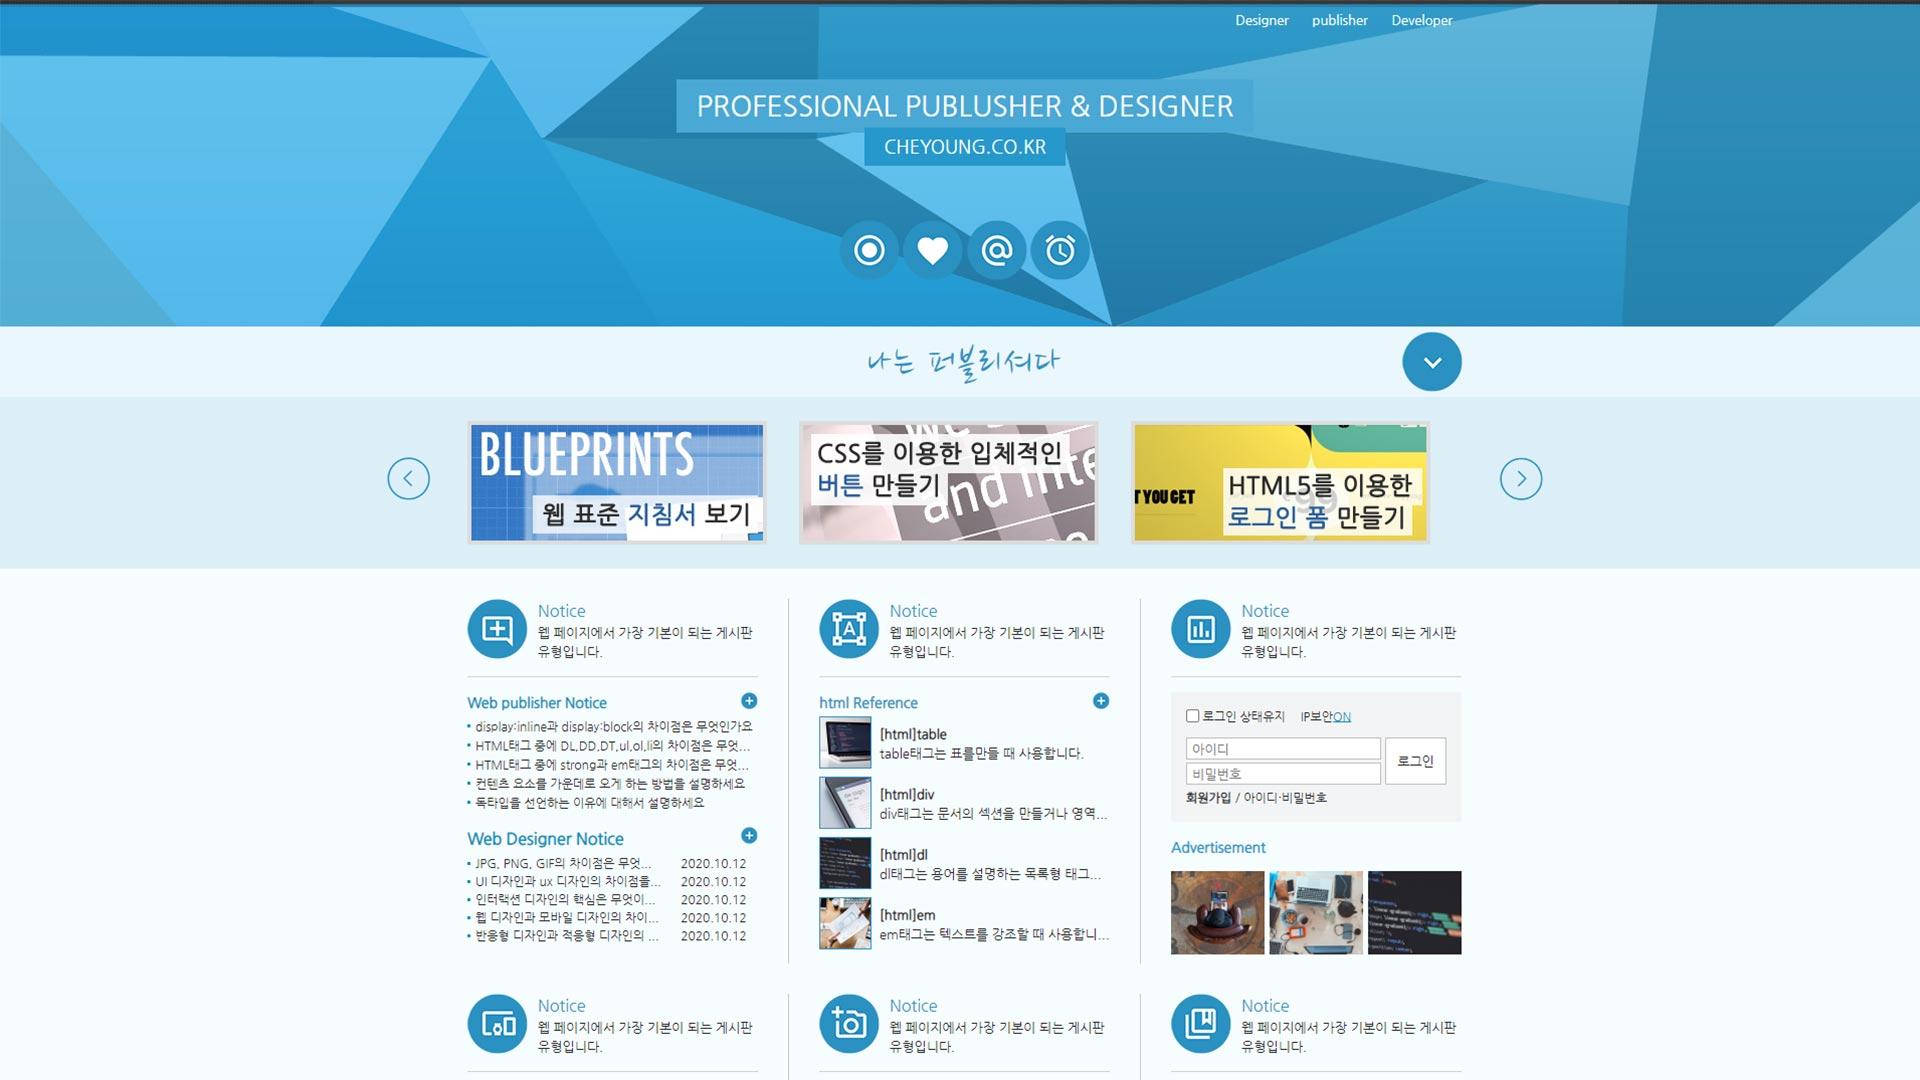 Designer publisher Developer
PROFESSIONAL PUBLUSHER & DESIGNER
CHEYOUNG.CO.KR
나는 퍼블리셔다
BLUEPRINTS
웹 표준 지침서 보기
CSS를 이용한 입체적인
버튼 만들기
and inte
T YOU GET
HTML5를 이용한
로그인 폼 만들기
Notice
웹 페이지에서 가장 기본이 되는 게시판
유형입니다.
Web publisher Notice
display:inline과 display:block의 차이점은 무엇인가요
HTML태그 중에 DL,DD,DT,ul,ol,li의 차이점은 무엇...
HTML태그 중에 strong과 em태그의 차이점은 무엇...
컨텐츠 요소를 가운데로 오게 하는 방법을 설명하세요
독타입을 선언하는 이유에 대해서 설명하세요
Web Designer Notice
JPG, PNG, GIF의 차이점은 무엇... 2020.10.12
UI 디자인과 ux 디자인의 차이점을... 2020.10.12
인터랙션 디자인의 핵심은 무엇이... 2020.10.12
웹 디자인과 모바일 디자인의 차이... 2020.10.12
반응형 디자인과 적응형 디자인의 ... 2020.10.12
Notice
웹 페이지에서 가장 기본이 되는 게시판
유형입니다.
html Reference
[html]table
table태그는 표를만들 때 사용합니다.
[html]div
div태그는 문서의 섹션을 만들거나 영역...
[html]dl
dl태그는 용어를 설명하는 목록형 태그...
[html]em
em태그는 텍스트를 강조할 때 사용합니...
Notice
웹 페이지에서 가장 기본이 되는 게시판
유형입니다.
로그인 상태유지 IP보안ON
아이디
비밀번호
로그인
회원가입 / 아이디·비밀번호
Advertisement
Notice
웹 페이지에서 가장 기본이 되는 게시판
유형입니다.
Notice
웹 페이지에서 가장 기본이 되는 게시판
유형입니다.
Notice
웹 페이지에서 가장 기본이 되는 게시판
유형입니다.